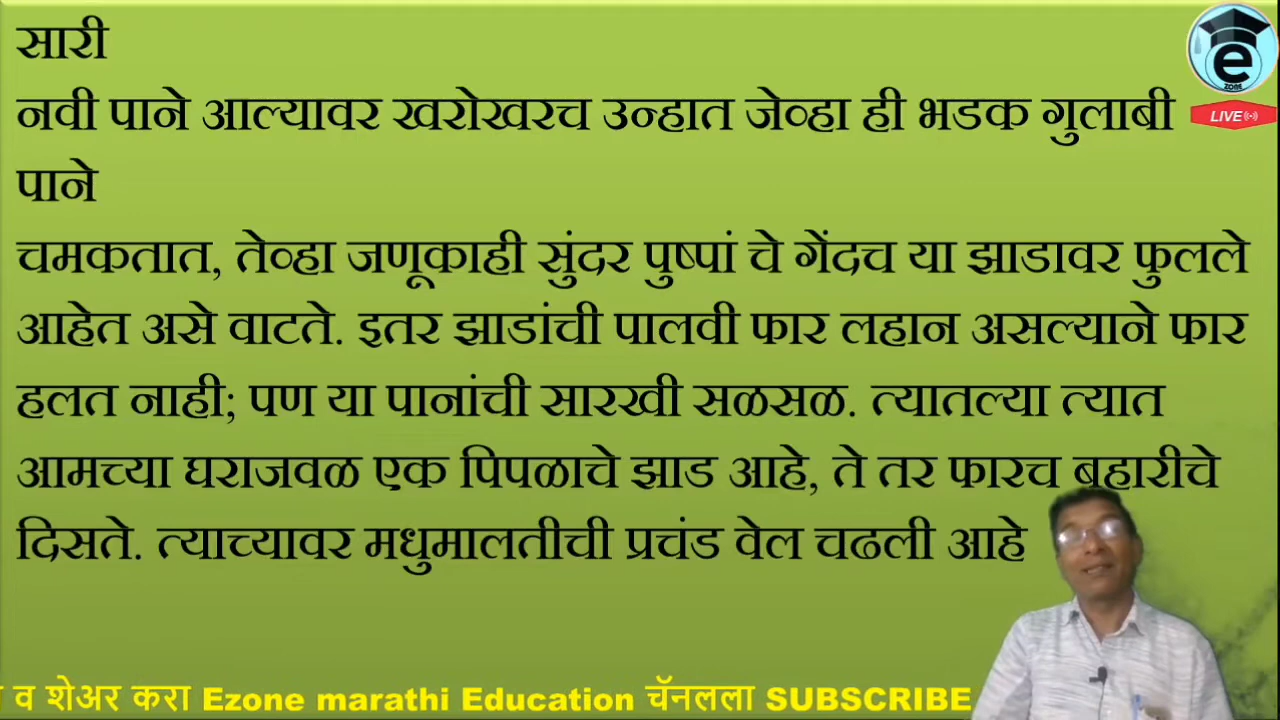 सारी
नवी पाने आल्यावर खरोखरच उन्हात जेव्हा ही भडक गुलाबी
पाने
चमकतात, तेव्हा जणूकाही सुंदर पुष्पां चे गेंदच या झाडावर फुलले
आहेत असे वाटते. इतर झाडांची पालवी फार लहान असल्याने फार
हलत नाही; पण या पानांची सारखी सळसळ. त्यातल्या त्यात
आमच्या घराजवळ एक पिपळाचे झाड आहे, ते तर फारच बहारीचे
दिसते. त्याच्यावर मधुमालतीची प्रचंड वेल चढली आहे
e
ZONE
LIVE
व शेअर करा Ezone marathi Education चॅनलला SUBSCRIBE